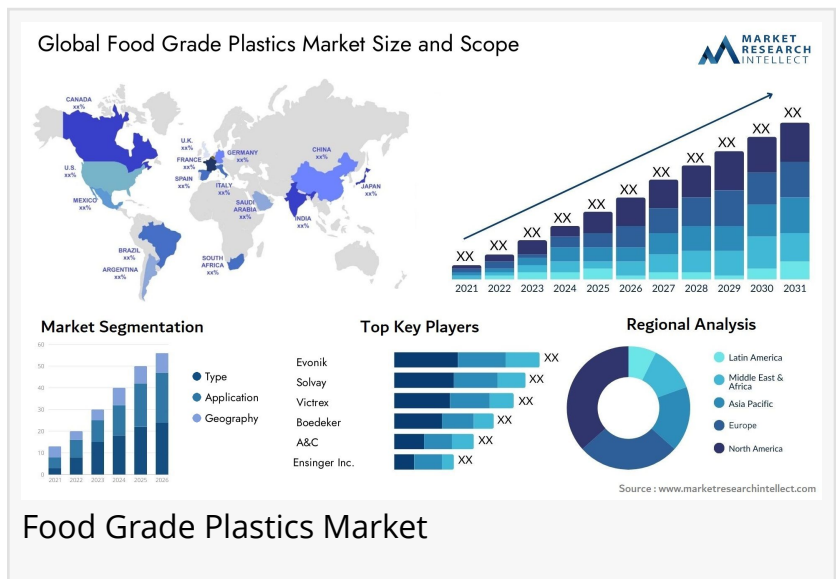 Global Food Grade Plastics Market Size and Scope
MARKET
RESEARCH
INTELLECT
CANADA
xx%
U.S.
xx%
MEXICO
xx%
BRAZIL
xx%
ARGENTINA
xx%
U.K.
xx%
FRANCE
xx%
SPAIN
xx%
GERMANY
xx%
ITALY
xx%
SAUDI
ARABIA
xx%
SOUTH
AFRICA
xx%
CHINA
xx%
INDIA
xx%
JAPAN
xx%
XX
XX
XX
XX
XX
XX
XX
XX
XX
XX
XX
2021
2022
2023
2024
2025
2026
2027
2028
2029
2030
2031
Market Segmentation
60
50
40
30
20
10
0
2021
2022
2023
2024
2025
2026
Type
Application
Geography
Top Key Players
Evonik
XX
Solvay
XX
Victrex
XX
Boedeker
XX
A&C
XX
Ensinger Inc.
XX
Regional Analysis
Latin America
Middle East &
Africa
Asia Pacific
Europe
North America
Source : www.marketresearchintellect.com
Food Grade Plastics Market